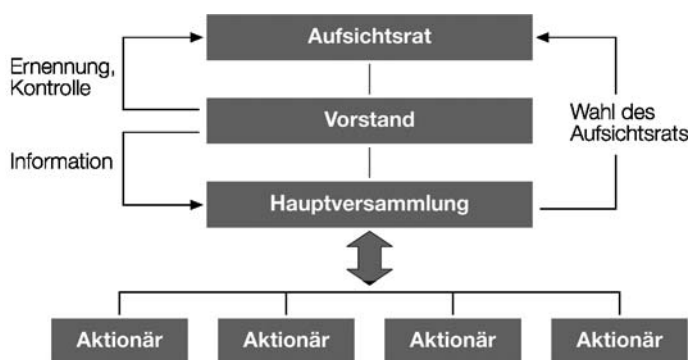 Aufsichtsrat
Ernennung,
Kontrolle
Vorstand
Wahl des
Aufsichtsrats
Information
Hauptversammlung
Aktionär
Aktionär
Aktionär
Aktionär